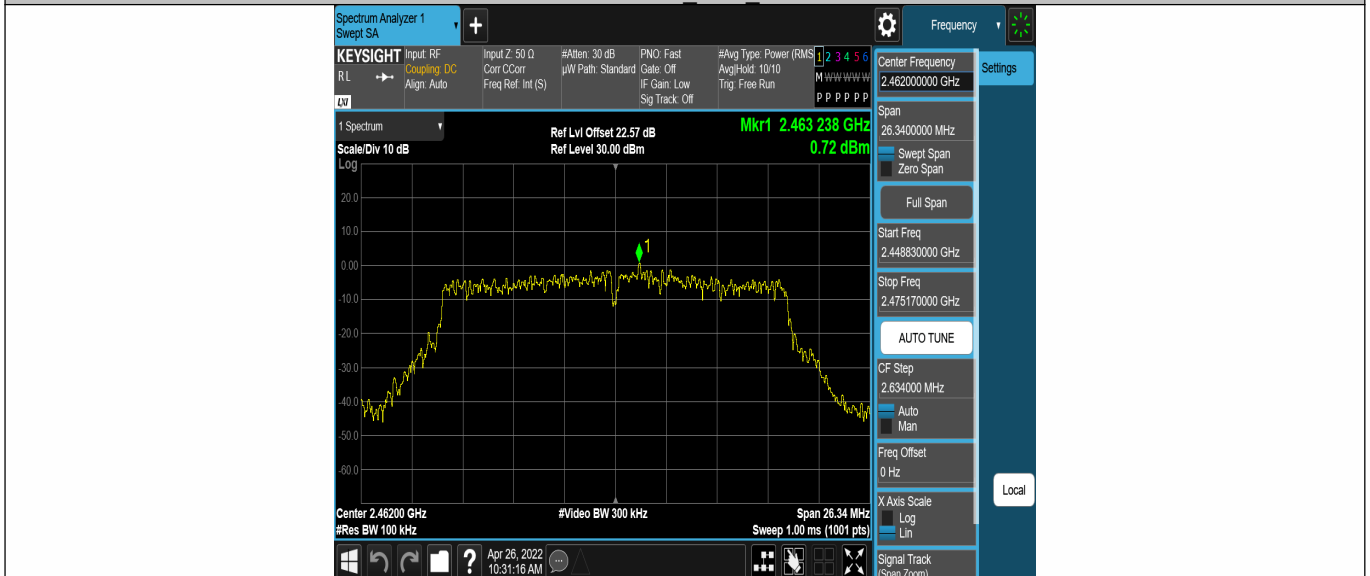 Spectrum Analyzer 1
Swept SA
+
Frequency
KEYSIGHT
R L
LXI
Input: RF
Coupling: DC
Align: Auto
Input Z: 50 Ω
Corr CCorr
Freq Ref: Int (S)
#Atten: 30 dB
µW Path: Standard
PNO: Fast
Gate: Off
IF Gain: Low
Sig Track: Off
#Avg Type: Power (RMS
Avg|Hold: 10/10
Trig: Free Run
1 2 3 4 5 6
M W W W W W
P P P P P P
1 Spectrum
Scale/Div 10 dB
Log
Ref Lvl Offset 22.57 dB
Ref Level 30.00 dBm
Mkr1 2.463 238 GHz
0.72 dBm
20.0
10.0
0.00
-10.0
-20.0
-30.0
-40.0
-50.0
-60.0
1
Center 2.46200 GHz
#Res BW 100 kHz
#Video BW 300 kHz
Span 26.34 MHz
Sweep 1.00 ms (1001 pts)
?
Apr 26, 2022
10:31:16 AM
Center Frequency
2.462000000 GHz
Span
26.3400000 MHz
Swept Span
Zero Span
Full Span
Start Freq
2.448830000 GHz
Stop Freq
2.475170000 GHz
AUTO TUNE
CF Step
2.634000 MHz
Auto
Man
Freq Offset
0 Hz
X Axis Scale
Log
Lin
Signal Track
(Span Zoom)
Settings
Local